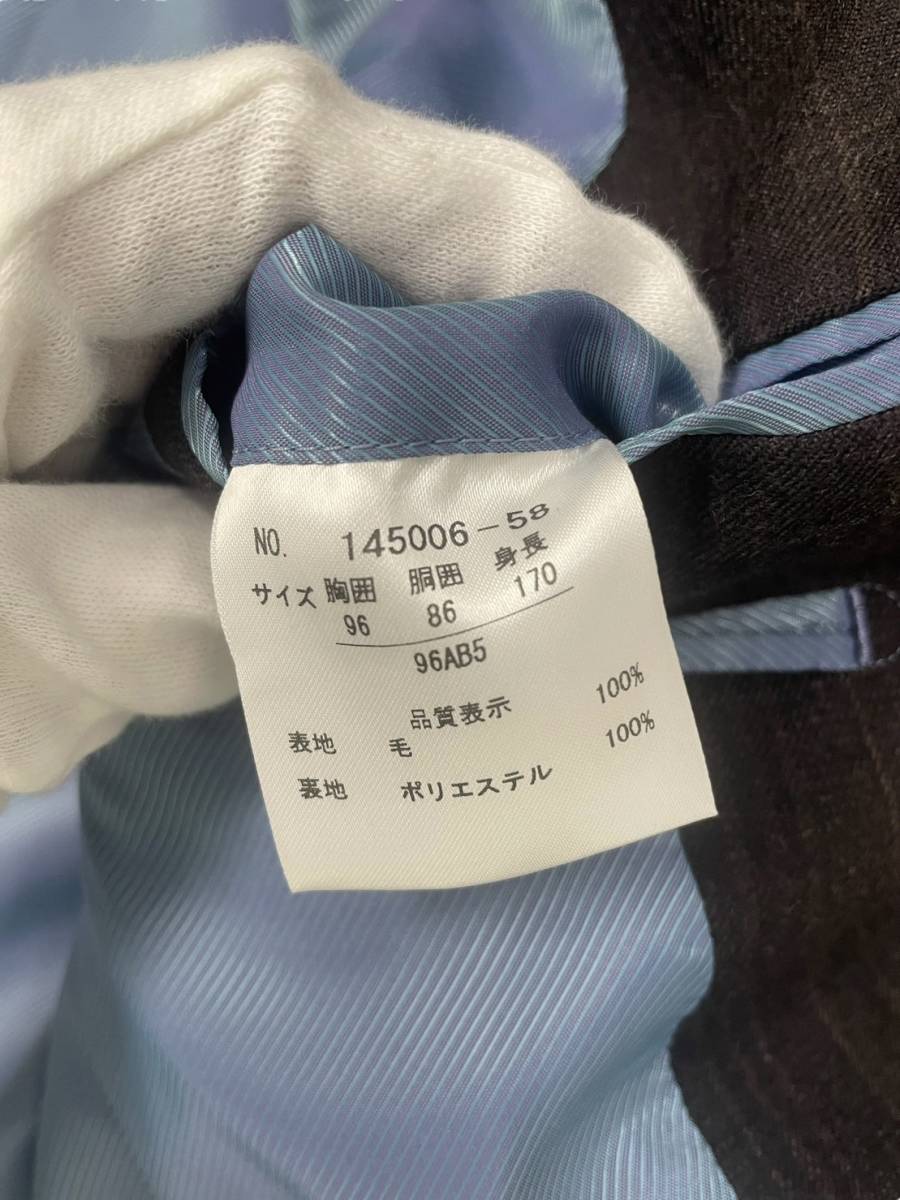 NO. 145006-58
サイズ 胸囲 胴囲 身長
96 86 170
96AB5
品質表示
表地 毛 100%
裏地 ポリエステル 100%